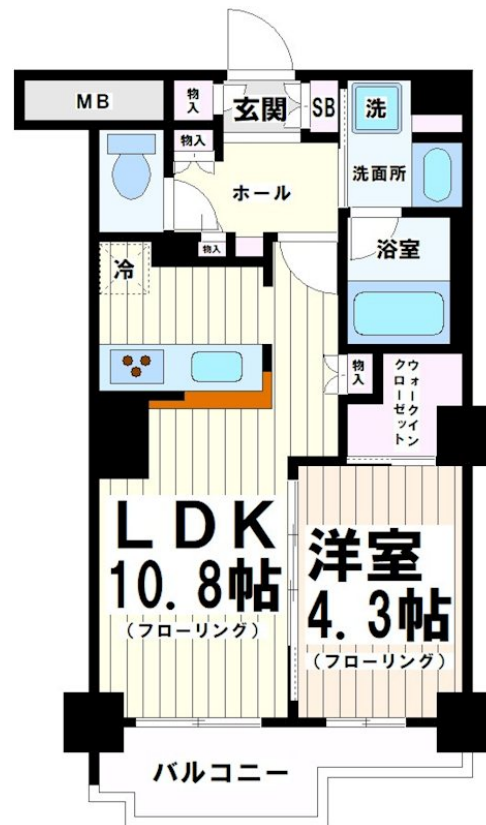 MB
物入
玄関
SB
洗
物入
ホール
洗面所
物入
浴室
冷
物入
ウォークイン
クローゼット
LDK
10.8帖
(フローリング)
洋室
4.3帖
(フローリング)
バルコニー